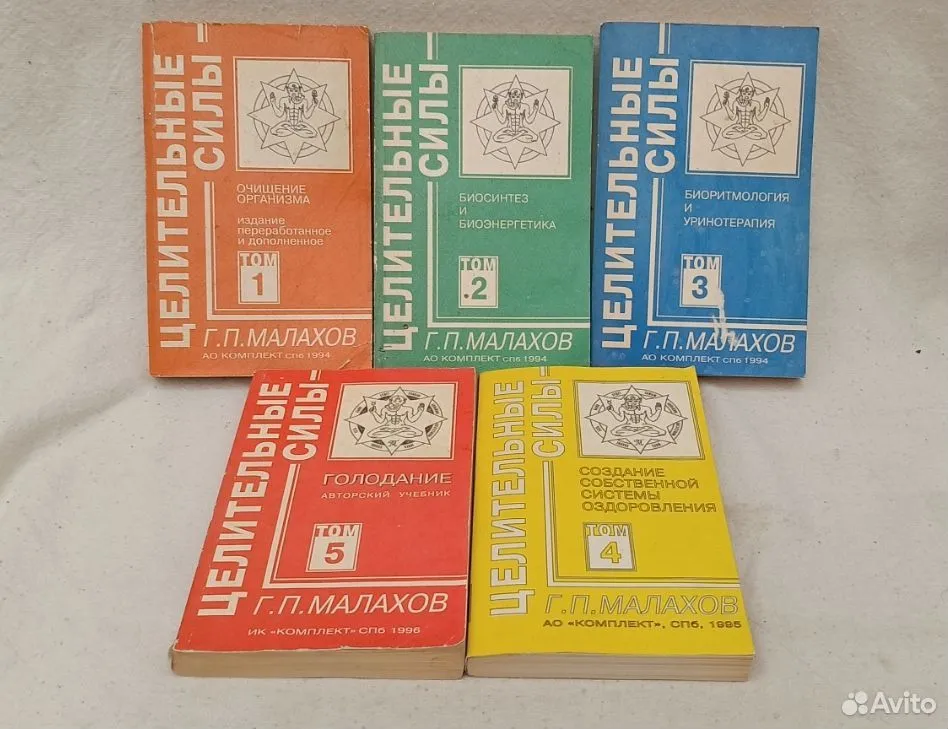 ЦЕЛИТЕЛЬНЫЕ
СИЛЫ
ОЧИЩЕНИЕ
ОРГАНИЗМА
издание
переработанное
и дополненное
ТОМ
1
Г.П.МАЛАХОВ
АО КОМПЛЕКТ СПб 1994
ЦЕЛИТЕЛЬНЫЕ
СИЛЫ
БИОСИНТЕЗ
И
БИОЭНЕРГЕТИКА
ТОМ
2
Г.П.МАЛАХОВ
АО КОМПЛЕКТ СПб 1994
ЦЕЛИТЕЛЬНЫЕ
СИЛЫ
БИОРИТМОЛОГИЯ
И
УРИНОТЕРАПИЯ
ТОМ
3
Г.П.МАЛАХОВ
АО КОМПЛЕКТ СПб 1994
ЦЕЛИТЕЛЬНЫЕ
СИЛЫ
ГОЛОДАНИЕ
АВТОРСКИЙ УЧЕБНИК
ТОМ
5
Г.П.МАЛАХОВ
ИК «КОМПЛЕКТ» СПб 1996
ЦЕЛИТЕЛЬНЫЕ
СИЛЫ
СОЗДАНИЕ
СОБСТВЕННОЙ
СИСТЕМЫ
ОЗДОРОВЛЕНИЯ
ТОМ
4
Г.П.МАЛАХОВ
АО «КОМПЛЕКТ», СПб, 1995
Avito